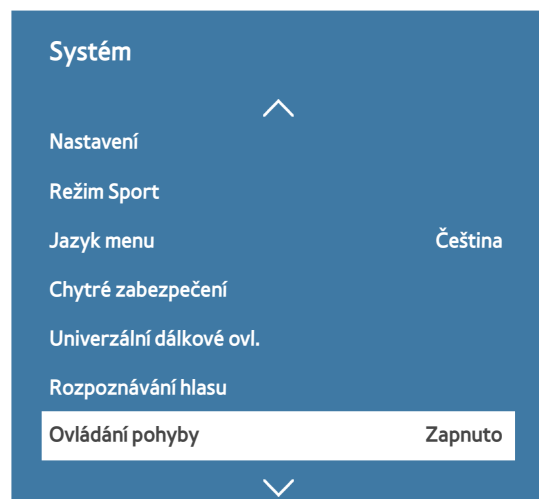 Systém
Nastavení
Režim Sport
Jazyk menu Čeština
Chytré zabezpečení
Univerzální dálkové ovl.
Rozpoznávání hlasu
Ovládání pohyby Zapnuto